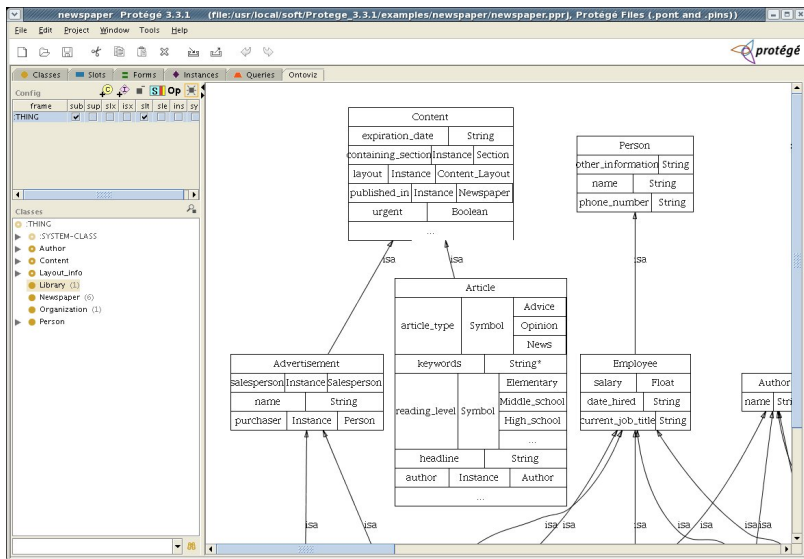 newspaper Protégé 3.3.1 (file:/usr/local/soft/Protege_3.3.1/examples/newspaper/newspaper.pprj, Protégé Files (.pont and .pins))
File Edit Project Window Tools Help
protégé
Classes Slots Forms Instances Queries Ontoviz
Config
Op
frame sub sup slx isx slt sle ins sy
:THING
Classes
:THING
:SYSTEM-CLASS
Author
Content
Layout_info
Library (1)
Newspaper (6)
Organization (1)
Person
Content
expiration_date String
containing_section Instance Section
layout Instance Content_Layout
published_in Instance Newspaper
urgent Boolean
...
Person
other_information String
name String
phone_number String
isa isa isa
Article
article_type Symbol Advice
Opinion
News
keywords String*
reading_level Symbol Elementary
Middle_school
High_school
...
headline String
author Instance Author
...
Advertisement
salesperson Instance Salesperson
name String
purchaser Instance Person
Employee
salary Float
date_hired String
current_job_title String
Author
name Stri
isa isa isa isa isa isa isa isa